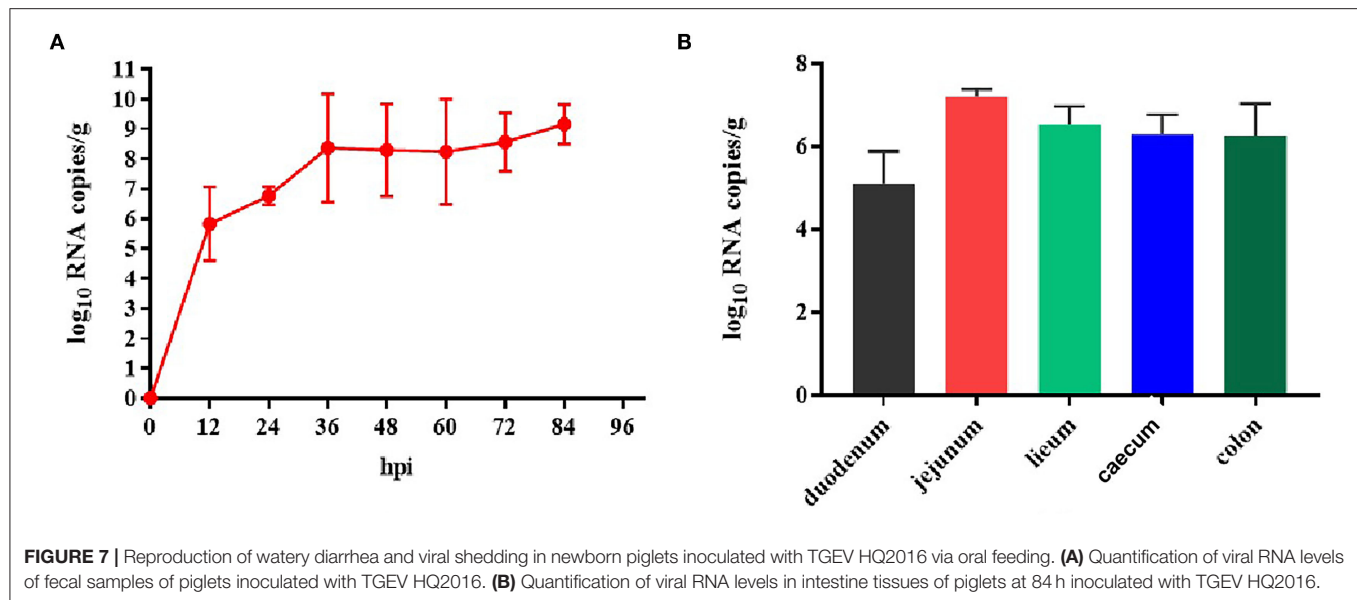 A
11
10
9
8
7
6
5
4
3
2
1
0
log10 RNA copies/g
0 12 24 36 48 60 72 84 96
hpi
B
8
6
4
2
0
log10 RNA copies/g
duodenum jejunum lieum caecum colon
FIGURE 7 | Reproduction of watery diarrhea and viral shedding in newborn piglets inoculated with TGEV HQ2016 via oral feeding. (A) Quantification of viral RNA levels
of fecal samples of piglets inoculated with TGEV HQ2016. (B) Quantification of viral RNA levels in intestine tissues of piglets at 84 h inoculated with TGEV HQ2016.